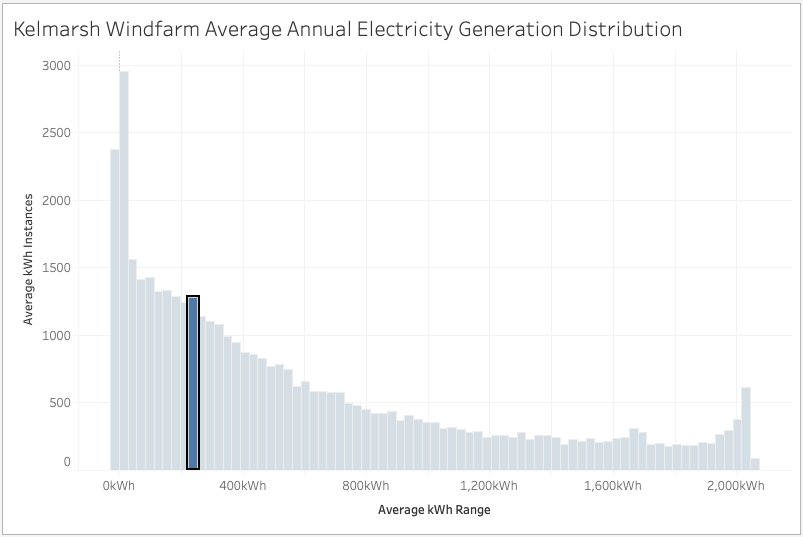 Kelmarsh Windfarm Average Annual Electricity Generation Distribution
3000
2500
2000
1500
1000
500
0
Average kWh Instances
0kWh 400kWh 800kWh 1,200kWh 1,600kWh 2,000kWh
Average kWh Range